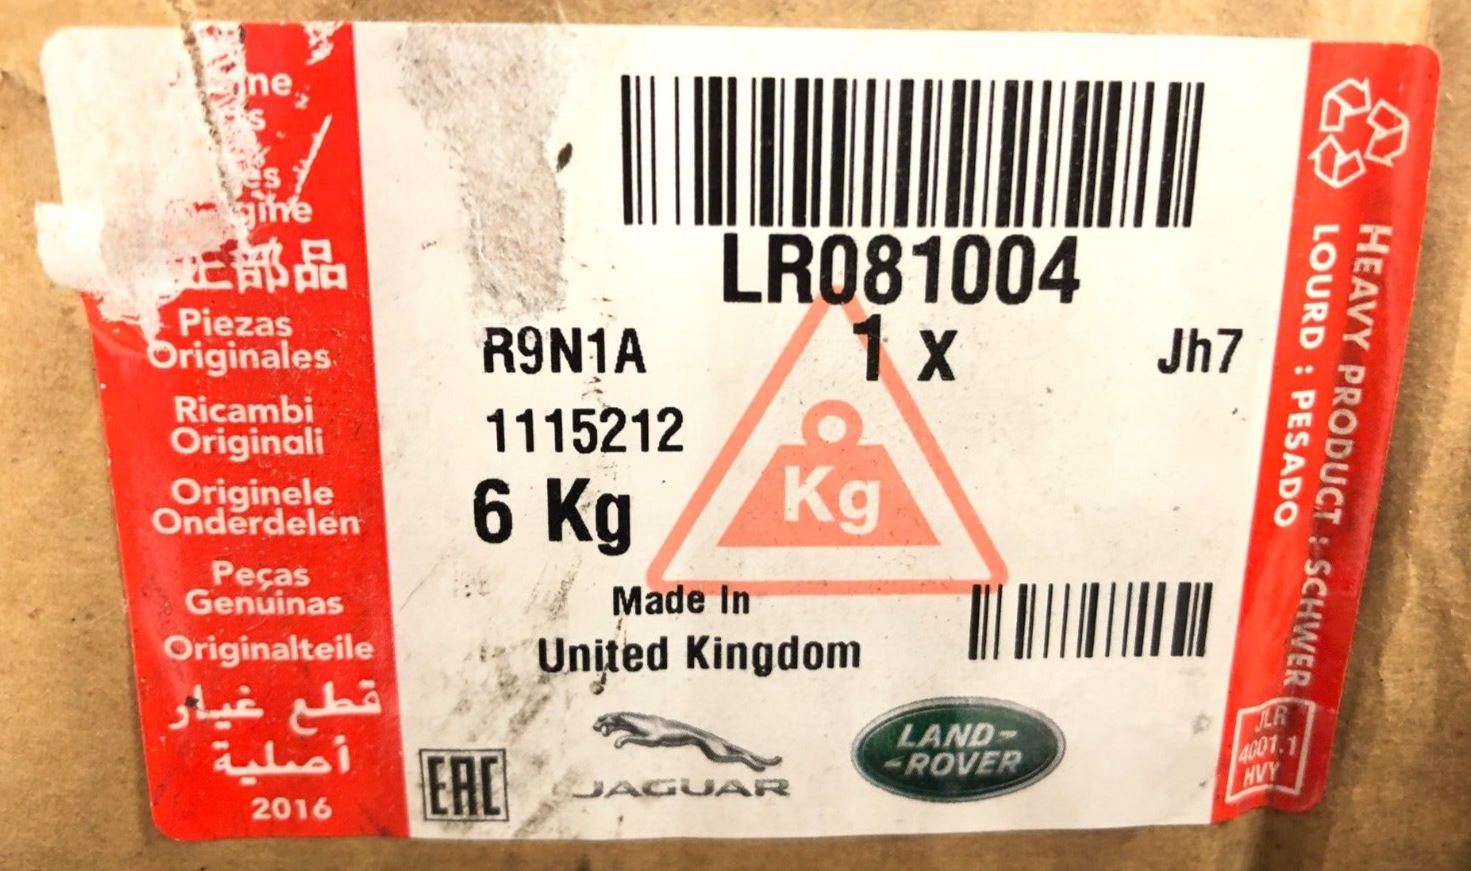 部品
Piezas
Originales
Ricambi
Originali
Originele
Onderdelen
Peças
Genuinas
Originalteile
قطع غيار
أصلية
2016
LR081004
R9N1A
1 x
Jh7
1115212
6 Kg
Kg
Made In
United Kingdom
EAC
JAGUAR
LAND-
-ROVER
HEAVY PRODUCT : SCHWER
LOURD : PESADO
JLR
4001.1
HVY